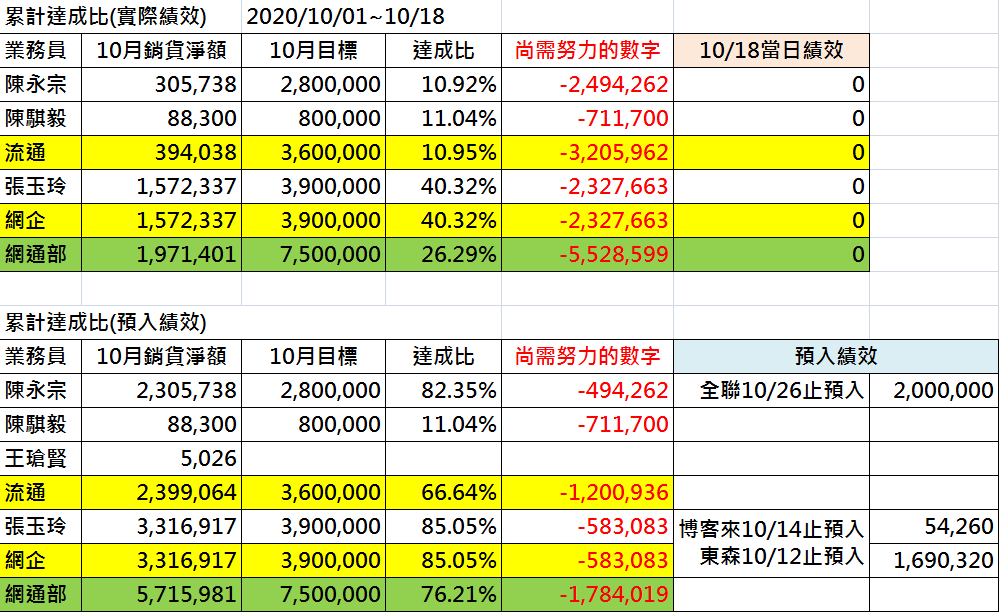 累計達成比(實際績效) 2020/10/01~10/18
業務員 10月銷貨淨額 10月目標 達成比 尚需努力的數字 10/18當日績效
陳永宗 305,738 2,800,000 10.92% -2,494,262 0
陳騏毅 88,300 800,000 11.04% -711,700 0
流通 394,038 3,600,000 10.95% -3,205,962 0
張玉玲 1,572,337 3,900,000 40.32% -2,327,663 0
網企 1,572,337 3,900,000 40.32% -2,327,663 0
網通部 1,971,401 7,500,000 26.29% -5,528,599 0
累計達成比(預入績效)
業務員 10月銷貨淨額 10月目標 達成比 尚需努力的數字 預入績效
陳永宗 2,305,738 2,800,000 82.35% -494,262 全聯10/26止預入 2,000,000
陳騏毅 88,300 800,000 11.04% -711,700
王瑲賢 5,026
流通 2,399,064 3,600,000 66.64% -1,200,936
張玉玲 3,316,917 3,900,000 85.05% -583,083 博客來10/14止預入 54,260
網企 3,316,917 3,900,000 85.05% -583,083 東森10/12止預入 1,690,320
網通部 5,715,981 7,500,000 76.21% -1,784,019